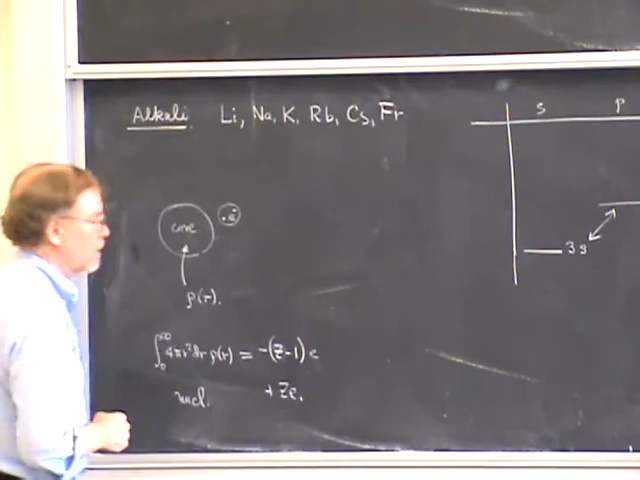 Alkali Li, Na, K, Rb, Cs, Fr
s p
core e⁻
3s
ρ(r).
∫₀^∞ 4πr²dr ρ(r) = -(Z-1)e
nucl. +Ze.